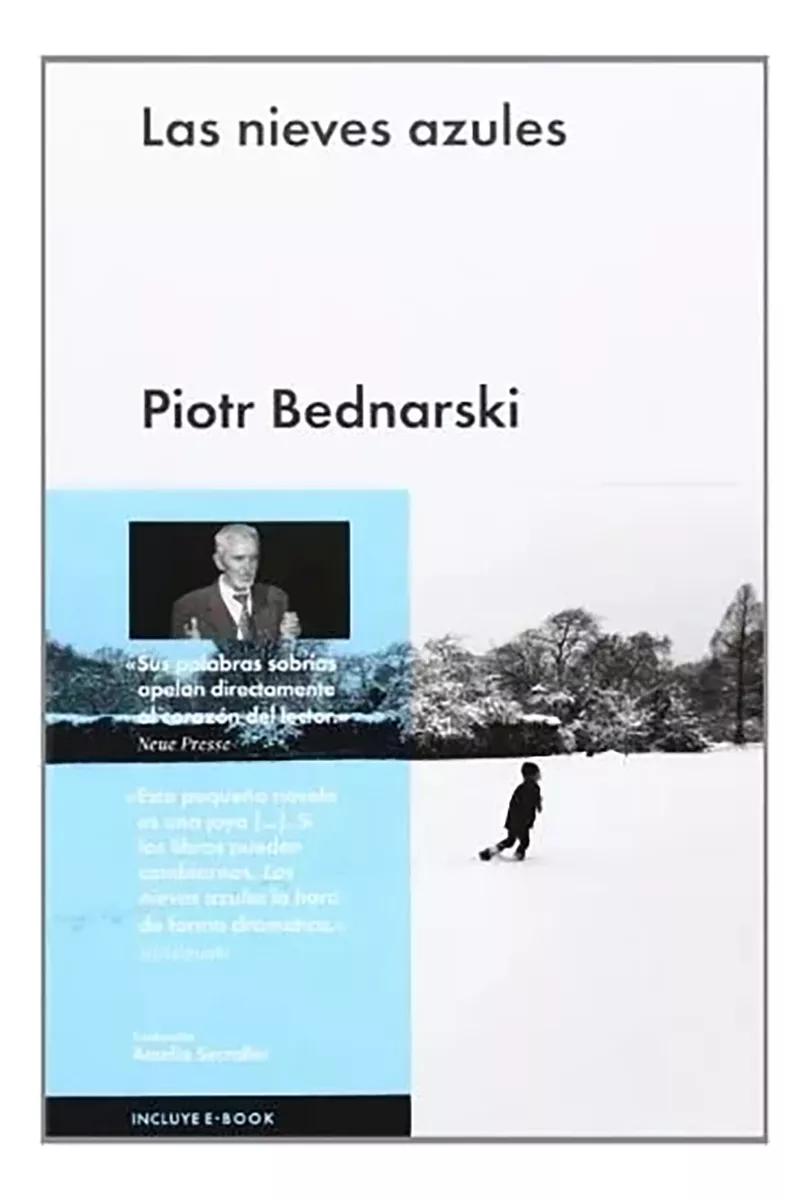 Las nieves azules
Piotr Bednarski
«Sus palabras sobrias
apelan directamente
al corazón del lector.»
Neue Presse
«Esta pequeña novela
es una joya [...]. Si
los libros pueden
cambiarnos, Las
nieves azules lo hará
de forma dramática.»
INCLUYE E-BOOK